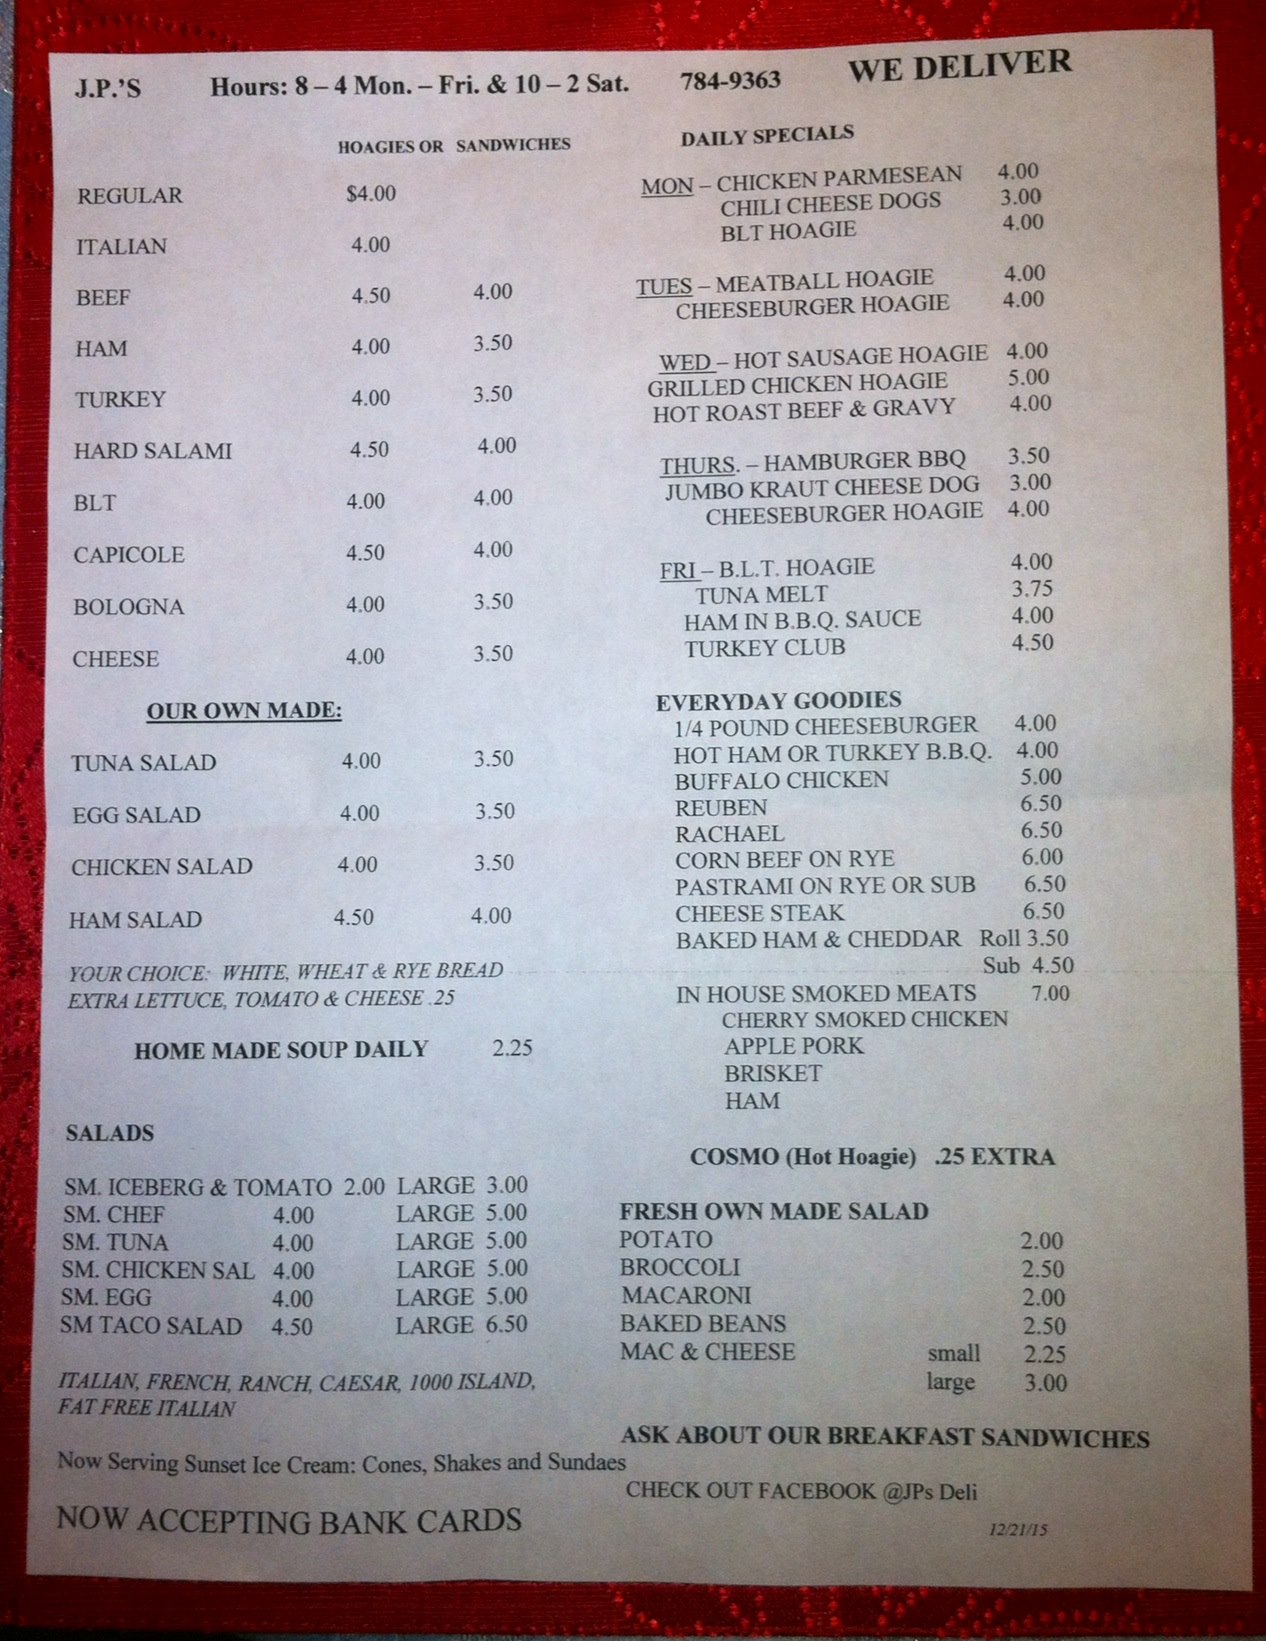 J.P.'S Hours: 8 – 4 Mon. – Fri. & 10 – 2 Sat. 784-9363 WE DELIVER
HOAGIES OR SANDWICHES
REGULAR $4.00
ITALIAN 4.00
BEEF 4.50 4.00
HAM 4.00 3.50
TURKEY 4.00 3.50
HARD SALAMI 4.50 4.00
BLT 4.00 4.00
CAPICOLE 4.50 4.00
BOLOGNA 4.00 3.50
CHEESE 4.00 3.50
OUR OWN MADE:
TUNA SALAD 4.00 3.50
EGG SALAD 4.00 3.50
CHICKEN SALAD 4.00 3.50
HAM SALAD 4.50 4.00
YOUR CHOICE: WHITE, WHEAT & RYE BREAD
EXTRA LETTUCE, TOMATO & CHEESE .25
HOME MADE SOUP DAILY 2.25
SALADS
SM. ICEBERG & TOMATO 2.00 LARGE 3.00
SM. CHEF 4.00 LARGE 5.00
SM. TUNA 4.00 LARGE 5.00
SM. CHICKEN SAL 4.00 LARGE 5.00
SM. EGG 4.00 LARGE 5.00
SM TACO SALAD 4.50 LARGE 6.50
ITALIAN, FRENCH, RANCH, CAESAR, 1000 ISLAND,
FAT FREE ITALIAN
Now Serving Sunset Ice Cream: Cones, Shakes and Sundaes
NOW ACCEPTING BANK CARDS
DAILY SPECIALS
MON – CHICKEN PARMESEAN 4.00
CHILI CHEESE DOGS 3.00
BLT HOAGIE 4.00
TUES – MEATBALL HOAGIE 4.00
CHEESEBURGER HOAGIE 4.00
WED – HOT SAUSAGE HOAGIE 4.00
GRILLED CHICKEN HOAGIE 5.00
HOT ROAST BEEF & GRAVY 4.00
THURS. – HAMBURGER BBQ 3.50
JUMBO KRAUT CHEESE DOG 3.00
CHEESEBURGER HOAGIE 4.00
FRI – B.L.T. HOAGIE 4.00
TUNA MELT 3.75
HAM IN B.B.Q. SAUCE 4.00
TURKEY CLUB 4.50
EVERYDAY GOODIES
1/4 POUND CHEESEBURGER 4.00
HOT HAM OR TURKEY B.B.Q. 4.00
BUFFALO CHICKEN 5.00
REUBEN 6.50
RACHAEL 6.50
CORN BEEF ON RYE 6.00
PASTRAMI ON RYE OR SUB 6.50
CHEESE STEAK 6.50
BAKED HAM & CHEDDAR Roll 3.50
Sub 4.50
IN HOUSE SMOKED MEATS 7.00
CHERRY SMOKED CHICKEN
APPLE PORK
BRISKET
HAM
COSMO (Hot Hoagie) .25 EXTRA
FRESH OWN MADE SALAD
POTATO 2.00
BROCCOLI 2.50
MACARONI 2.00
BAKED BEANS 2.50
MAC & CHEESE small 2.25
large 3.00
ASK ABOUT OUR BREAKFAST SANDWICHES
CHECK OUT FACEBOOK @JPs Deli
12/21/15